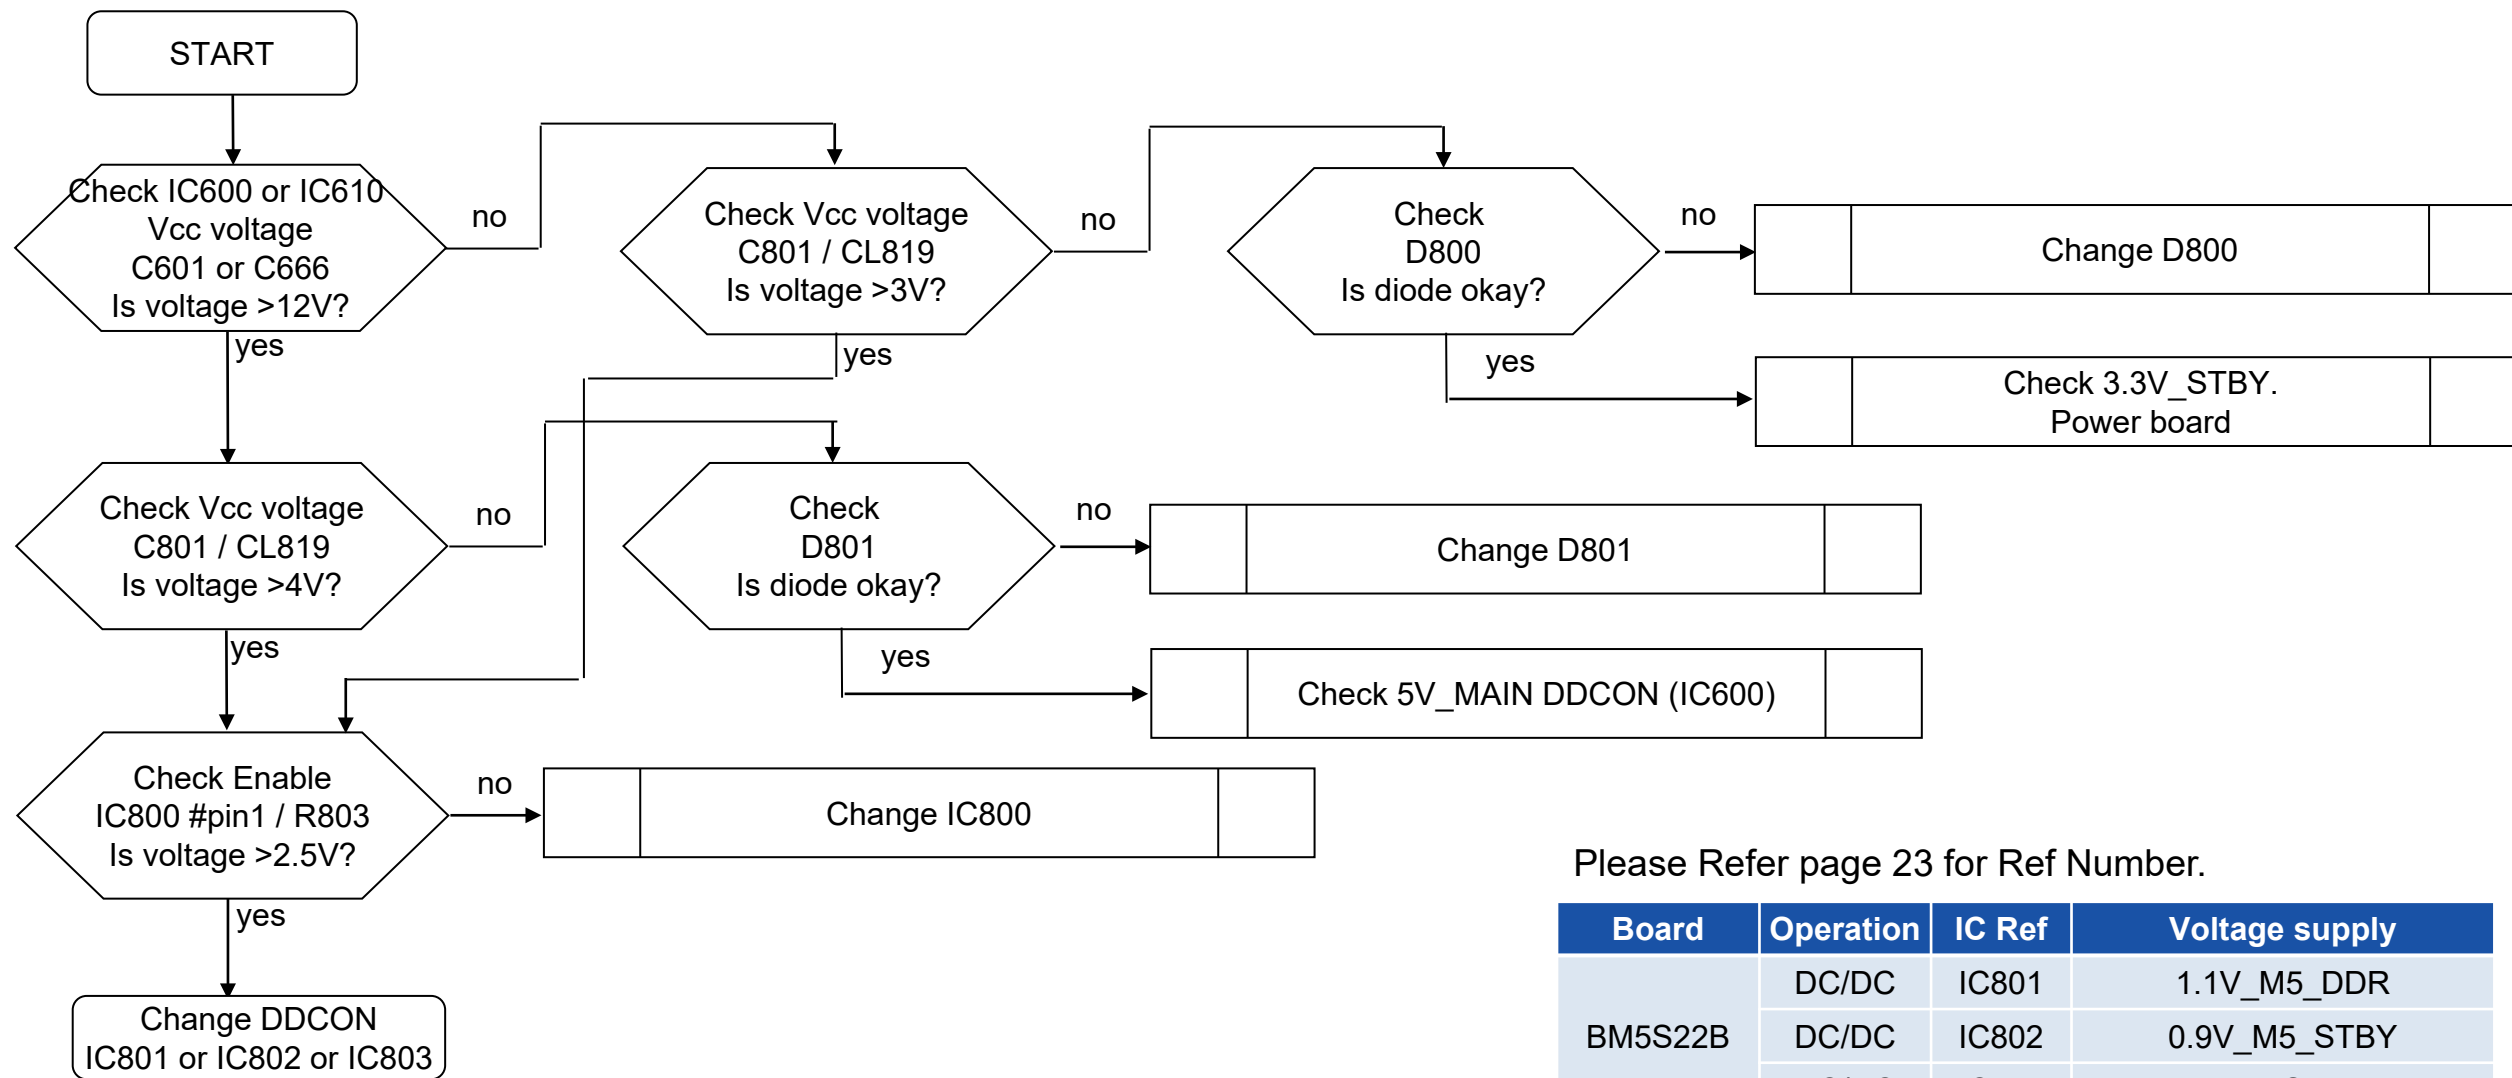 START
Check IC600 or IC610
Vcc voltage
C601 or C666
Is voltage >12V?
no
yes
Check Vcc voltage
C801 / CL819
Is voltage >3V?
no
yes
Check
D800
Is diode okay?
no
yes
Change D800
Check 3.3V_STBY.
Power board
Check Vcc voltage
C801 / CL819
Is voltage >4V?
no
yes
Check
D801
Is diode okay?
no
yes
Change D801
Check 5V_MAIN DDCON (IC600)
Check Enable
IC800 #pin1 / R803
Is voltage >2.5V?
no
yes
Change IC800
Change DDCON
IC801 or IC802 or IC803
Please Refer page 23 for Ref Number.
Board Operation IC Ref Voltage supply
DC/DC IC801 1.1V_M5_DDR
BM5S22B DC/DC IC802 0.9V_M5_STBY